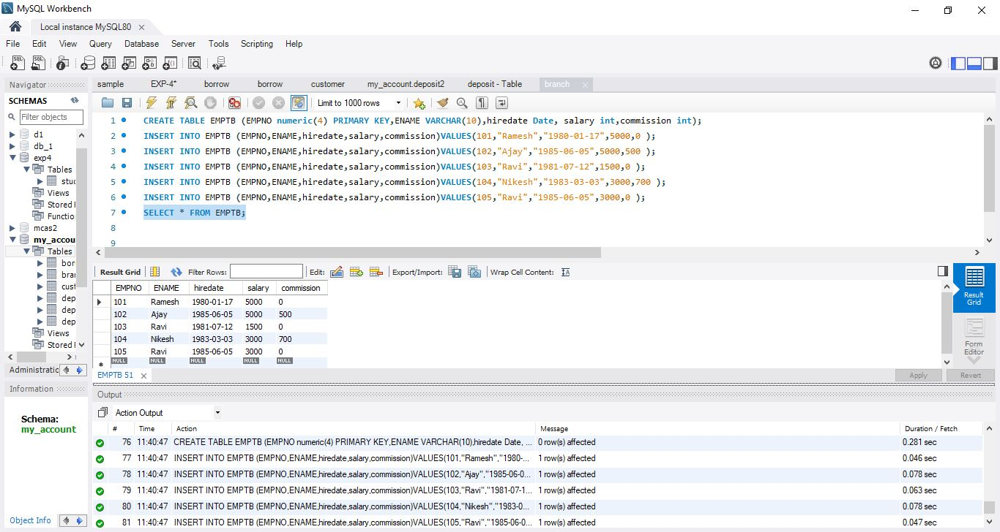 MySQL Workbench
Local instance MySQL80
File Edit View Query Database Server Tools Scripting Help
Navigator
SCHEMAS
Filter objects
d1
db_1
exp4
Tables
stuc
Views
Stored F
Functio
mcas2
my_accou
Tables
bor
brar
cust
dep
dep
dep
Views
Stored F
Administratic
Information
Schema:
my_account
Object Info
sample EXP-4* borrow borrow customer my_account.deposit2 deposit - Table branch
Limit to 1000 rows
1 CREATE TABLE EMPTB (EMPNO numeric(4) PRIMARY KEY,ENAME VARCHAR(10),hiredate Date, salary int,commission int);
2 INSERT INTO EMPTB (EMPNO,ENAME,hiredate,salary,commission)VALUES(101,"Ramesh","1980-01-17",5000,0 );
3 INSERT INTO EMPTB (EMPNO,ENAME,hiredate,salary,commission)VALUES(102,"Ajay","1985-06-05",5000,500 );
4 INSERT INTO EMPTB (EMPNO,ENAME,hiredate,salary,commission)VALUES(103,"Ravi","1981-07-12",1500,0 );
5 INSERT INTO EMPTB (EMPNO,ENAME,hiredate,salary,commission)VALUES(104,"Nikesh","1983-03-03",3000,700 );
6 INSERT INTO EMPTB (EMPNO,ENAME,hiredate,salary,commission)VALUES(105,"Ravi","1985-06-05",3000,0 );
7 SELECT * FROM EMPTB;
8
9
Result Grid Filter Rows: Edit: Export/Import: Wrap Cell Content:
EMPNO ENAME hiredate salary commission
101 Ramesh 1980-01-17 5000 0
102 Ajay 1985-06-05 5000 500
103 Ravi 1981-07-12 1500 0
104 Nikesh 1983-03-03 3000 700
105 Ravi 1985-06-05 3000 0
NULL NULL NULL NULL NULL
Result
Grid
Form
Editor
EMPTB 51
Apply Revert
Output
Action Output
# Time Action Message Duration / Fetch
76 11:40:47 CREATE TABLE EMPTB (EMPNO numeric(4) PRIMARY KEY,ENAME VARCHAR(10),hiredate Date, ... 0 row(s) affected 0.281 sec
77 11:40:47 INSERT INTO EMPTB (EMPNO,ENAME,hiredate,salary,commission)VALUES(101,"Ramesh","1980-... 1 row(s) affected 0.046 sec
78 11:40:47 INSERT INTO EMPTB (EMPNO,ENAME,hiredate,salary,commission)VALUES(102,"Ajay","1985-06-0... 1 row(s) affected 0.078 sec
79 11:40:47 INSERT INTO EMPTB (EMPNO,ENAME,hiredate,salary,commission)VALUES(103,"Ravi","1981-07-1... 1 row(s) affected 0.063 sec
80 11:40:47 INSERT INTO EMPTB (EMPNO,ENAME,hiredate,salary,commission)VALUES(104,"Nikesh","1983-0... 1 row(s) affected 0.078 sec
81 11:40:47 INSERT INTO EMPTB (EMPNO,ENAME,hiredate,salary,commission)VALUES(105,"Ravi","1985-06-0... 1 row(s) affected 0.047 sec